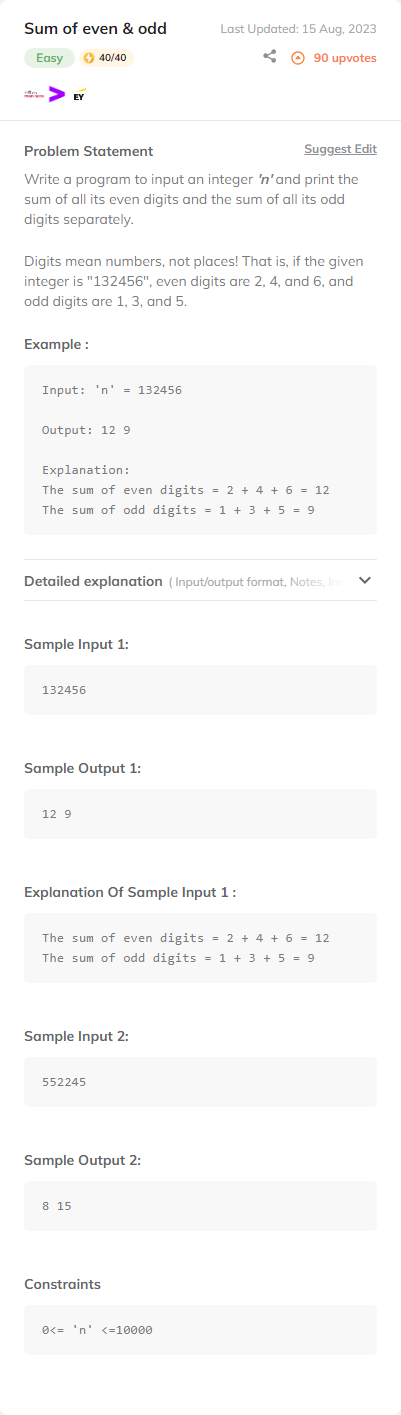 Sum of even & odd
Last Updated: 15 Aug, 2023
Easy
40/40
90 upvotes
EY
Problem Statement
Suggest Edit
Write a program to input an integer 'n' and print the
sum of all its even digits and the sum of all its odd
digits separately.
Digits mean numbers, not places! That is, if the given
integer is "132456", even digits are 2, 4, and 6, and
odd digits are 1, 3, and 5.
Example :
Input: 'n' = 132456
Output: 12 9
Explanation:
The sum of even digits = 2 + 4 + 6 = 12
The sum of odd digits = 1 + 3 + 5 = 9
Detailed explanation ( Input/output format, Notes,
Sample Input 1:
132456
Sample Output 1:
12 9
Explanation Of Sample Input 1 :
The sum of even digits = 2 + 4 + 6 = 12
The sum of odd digits = 1 + 3 + 5 = 9
Sample Input 2:
552245
Sample Output 2:
8 15
Constraints
0<= 'n' <=10000